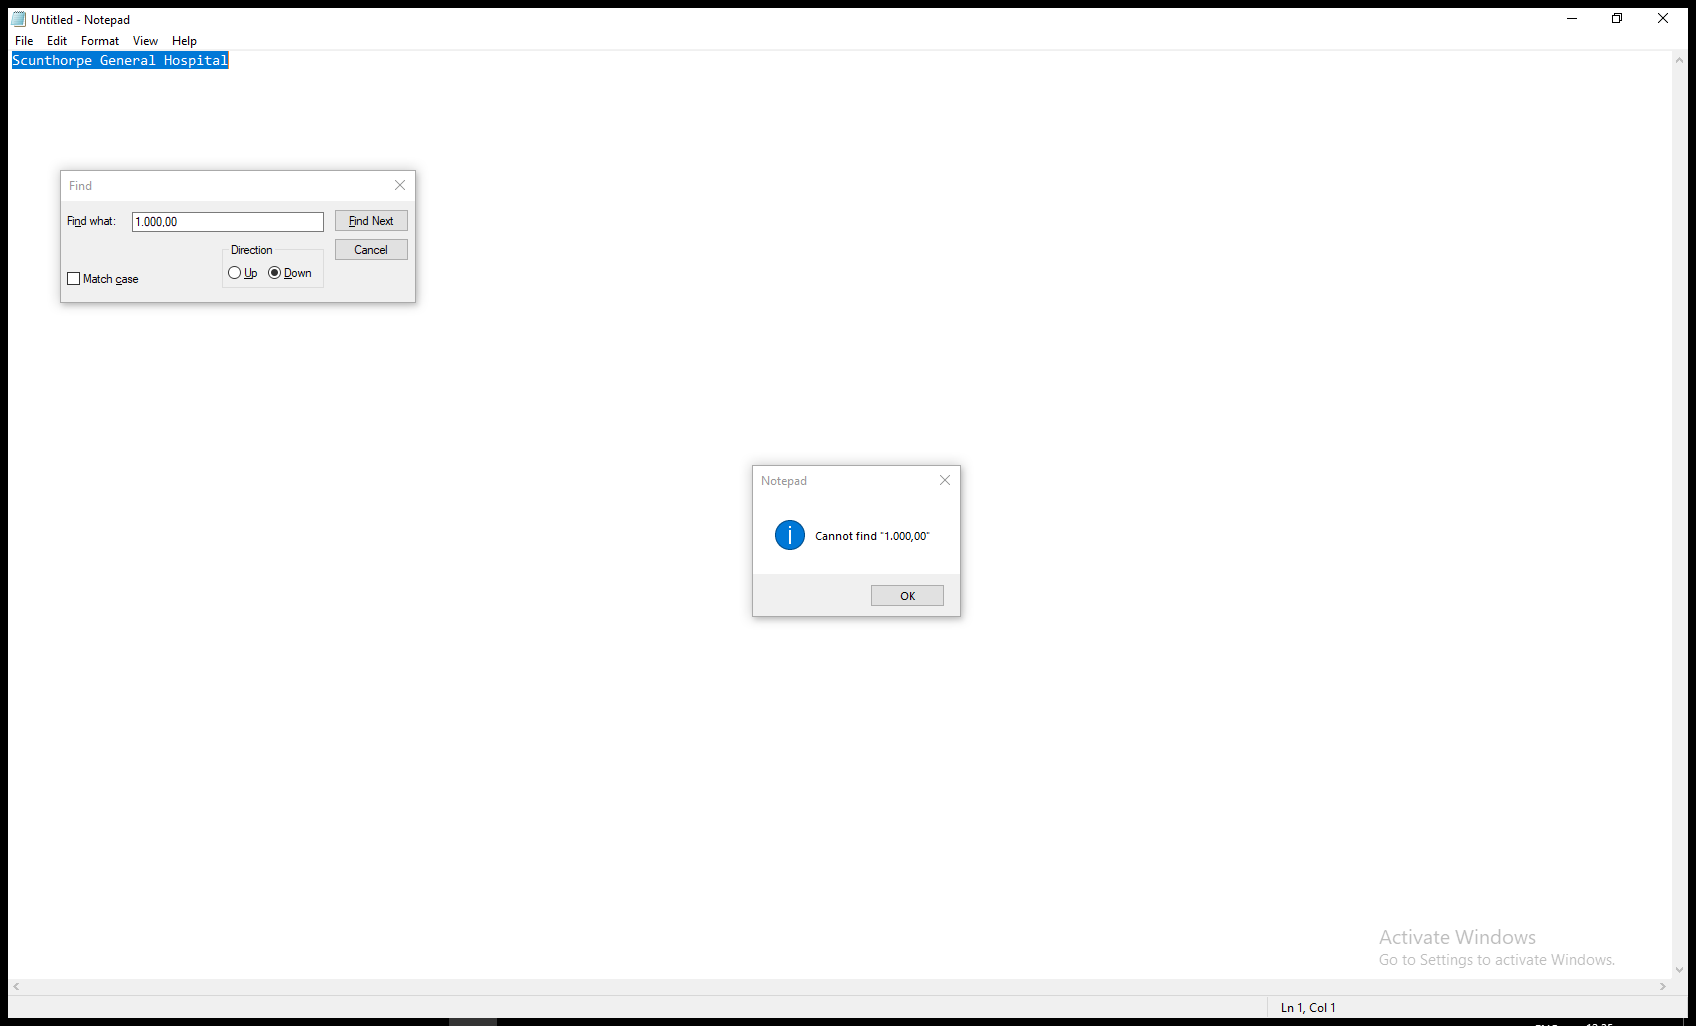 Untitled - Notepad
File Edit Format View Help
Scunthorpe General Hospital
Find
Find what: 1.000,00 Find Next
Direction Cancel
Up Down
Match case
Notepad
Cannot find "1.000,00"
OK
Activate Windows
Go to Settings to activate Windows.
Ln 1, Col 1